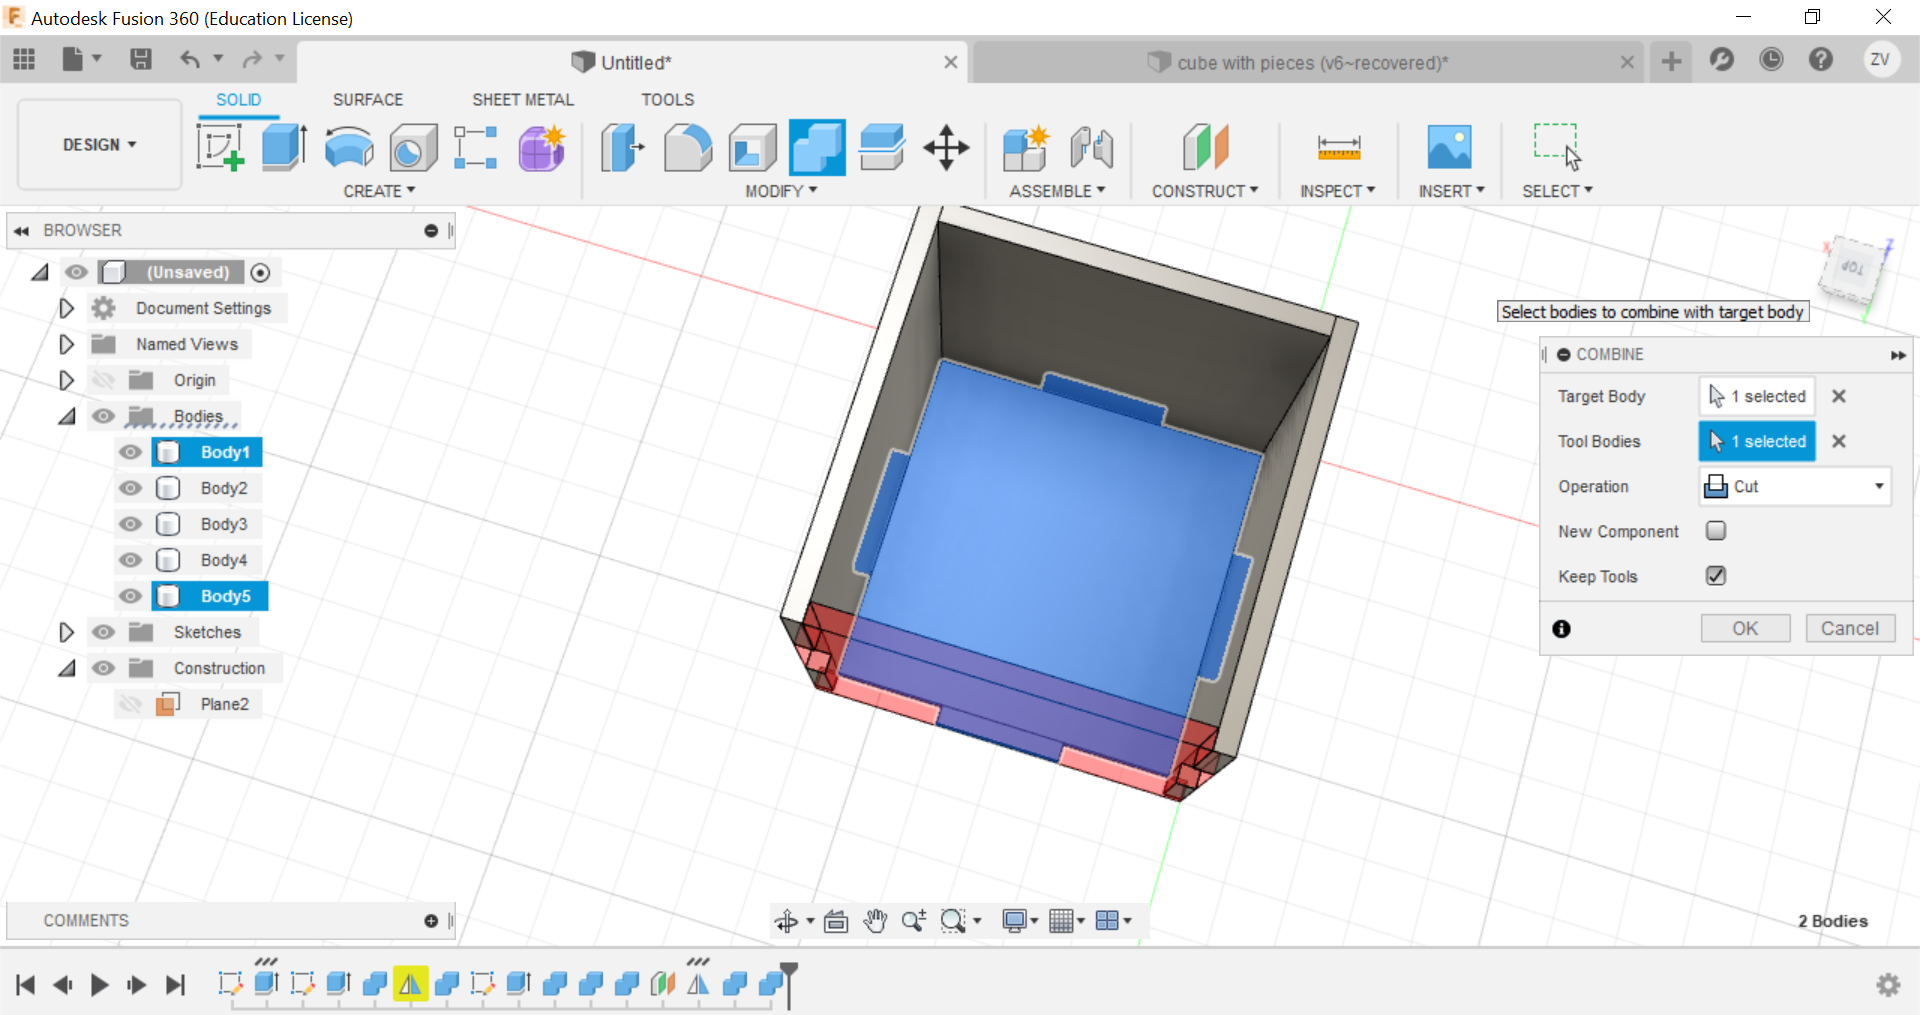 Autodesk Fusion 360 (Education License)
Untitled*
cube with pieces (v6~recovered)*
ZV
DESIGN
SOLID
SURFACE
SHEET METAL
TOOLS
CREATE
MODIFY
ASSEMBLE
CONSTRUCT
INSPECT
INSERT
SELECT
BROWSER
(Unsaved)
Document Settings
Named Views
Origin
Bodies
Body1
Body2
Body3
Body4
Body5
Sketches
Construction
Plane2
X
Z
Y
TOP
Select bodies to combine with target body
COMBINE
Target Body 1 selected
Tool Bodies 1 selected
Operation Cut
New Component
Keep Tools
OK Cancel
COMMENTS
2 Bodies